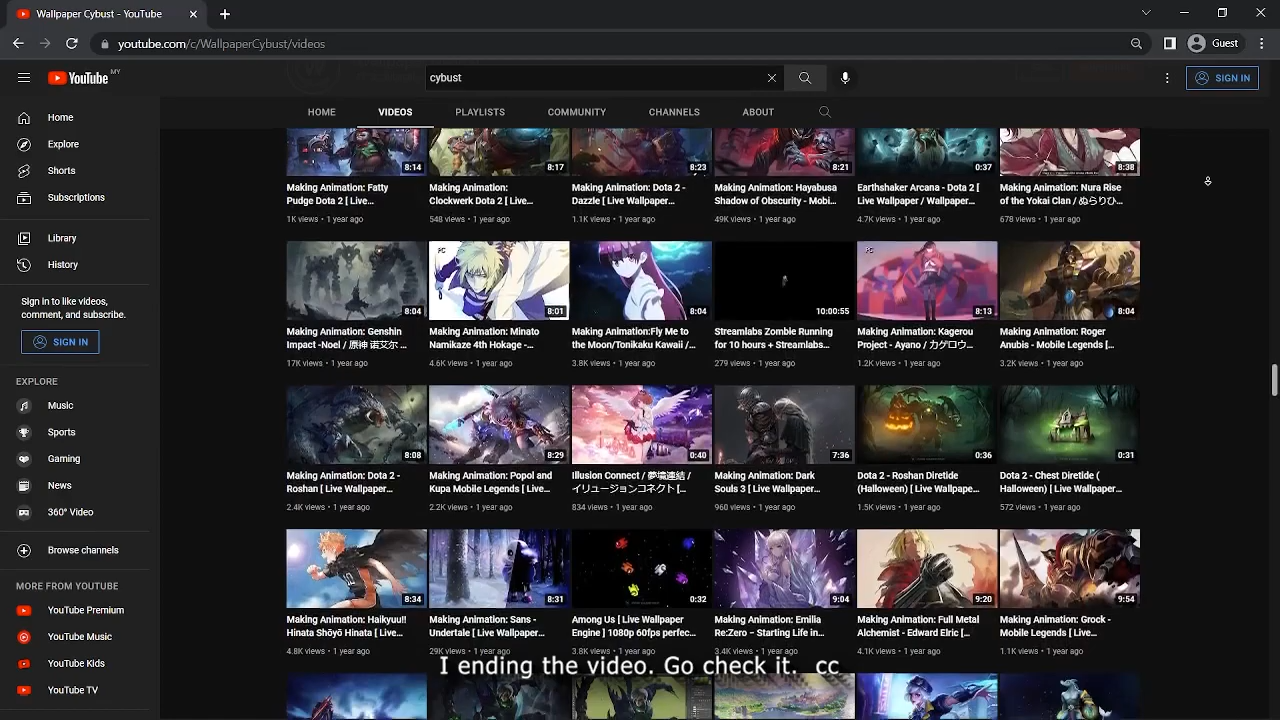 Wallpaper Cybust - YouTube
youtube.com/c/WallpaperCybust/videos
Guest
YouTube MY
cybust
SIGN IN
HOME VIDEOS PLAYLISTS COMMUNITY CHANNELS ABOUT
Home
Explore
Shorts
Subscriptions
Library
History
Sign in to like videos,
comment, and subscribe.
SIGN IN
EXPLORE
Music
Sports
Gaming
News
360° Video
Browse channels
MORE FROM YOUTUBE
YouTube Premium
YouTube Music
YouTube Kids
YouTube TV
8:14
Making Animation: Fatty
Pudge Dota 2 [ Live...
1K views • 1 year ago
8:17
Making Animation:
Clockwerk Dota 2 [ Live...
548 views • 1 year ago
8:23
Making Animation: Dota 2 -
Dazzle [ Live Wallpaper...
1.1K views • 1 year ago
8:21
Making Animation: Hayabusa
Shadow of Obscurity - Mobi...
49K views • 1 year ago
0:37
Earthshaker Arcana - Dota 2 [
Live Wallpaper / Wallpaper...
4.7K views • 1 year ago
8:38
Making Animation: Nura Rise
of the Yokai Clan / ぬらりひ...
678 views • 1 year ago
8:04
Making Animation: Genshin
Impact -Noel / 原神 诺艾尔 ...
17K views • 1 year ago
8:01
Making Animation: Minato
Namikaze 4th Hokage -...
4.6K views • 1 year ago
8:04
Making Animation:Fly Me to
the Moon/Tonikaku Kawaii /...
3.8K views • 1 year ago
10:00:55
Streamlabs Zombie Running
for 10 hours + Streamlabs...
279 views • 1 year ago
8:13
Making Animation: Kagerou
Project - Ayano / カゲロウ...
1.2K views • 1 year ago
8:04
Making Animation: Roger
Anubis - Mobile Legends [...
3.2K views • 1 year ago
8:08
Making Animation: Dota 2 -
Roshan [ Live Wallpaper...
2.4K views • 1 year ago
8:29
Making Animation: Popol and
Kupa Mobile Legends [ Live...
2.2K views • 1 year ago
0:40
Illusion Connect / 夢境連結 /
イリュージョンコネクト [...
834 views • 1 year ago
7:36
Making Animation: Dark
Souls 3 [ Live Wallpaper...
960 views • 1 year ago
0:36
Dota 2 - Roshan Diretide
(Halloween) [ Live Wallpape...
1.5K views • 1 year ago
0:31
Dota 2 - Chest Diretide (
Halloween) [ Live Wallpaper...
572 views • 1 year ago
8:34
Making Animation: Haikyuu!!
Hinata Shōyō Hinata [ Live...
4.8K views • 1 year ago
8:31
Making Animation: Sans -
Undertale [ Live Wallpaper...
29K views • 1 year ago
0:32
Among Us [ Live Wallpaper
Engine ] 1080p 60fps perfec...
3.8K views • 1 year ago
9:04
Making Animation: Emilia
Re:Zero − Starting Life in...
3.4K views • 1 year ago
9:20
Making Animation: Full Metal
Alchemist - Edward Elric [...
4.1K views • 1 year ago
9:54
Making Animation: Grock -
Mobile Legends [ Live...
1.1K views • 1 year ago
I ending the video. Go check it. cc